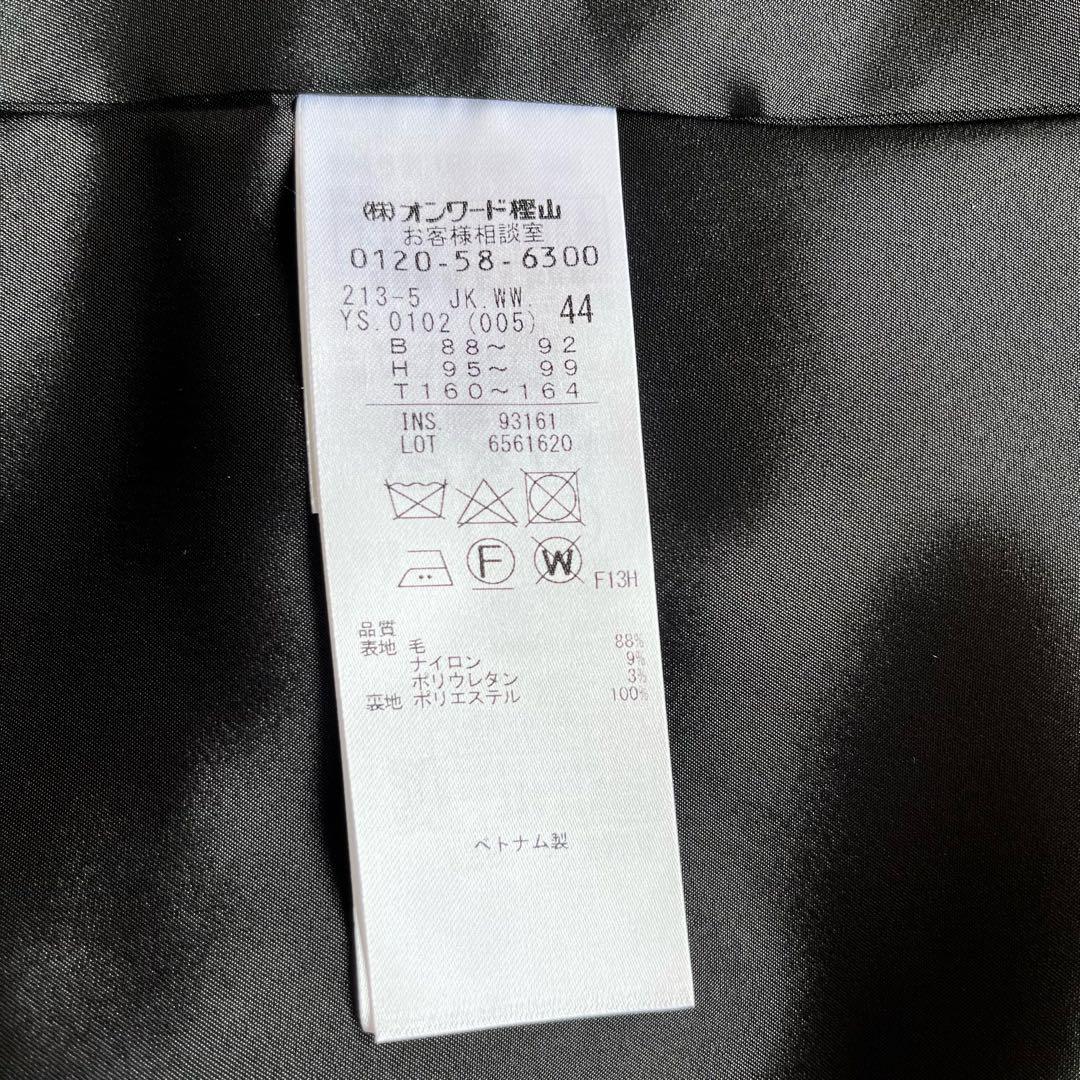 (株)オンワード樫山
お客様相談室
0120-58-6300
213-5 JK.WW.
YS.0102 (005) 44
B 88～ 92
H 95～ 99
T160～164
INS. 93161
LOT 6561620
F W F13H
品質
表地 毛 88%
ナイロン 9%
ポリウレタン 3%
裏地 ポリエステル 100%
ベトナム製